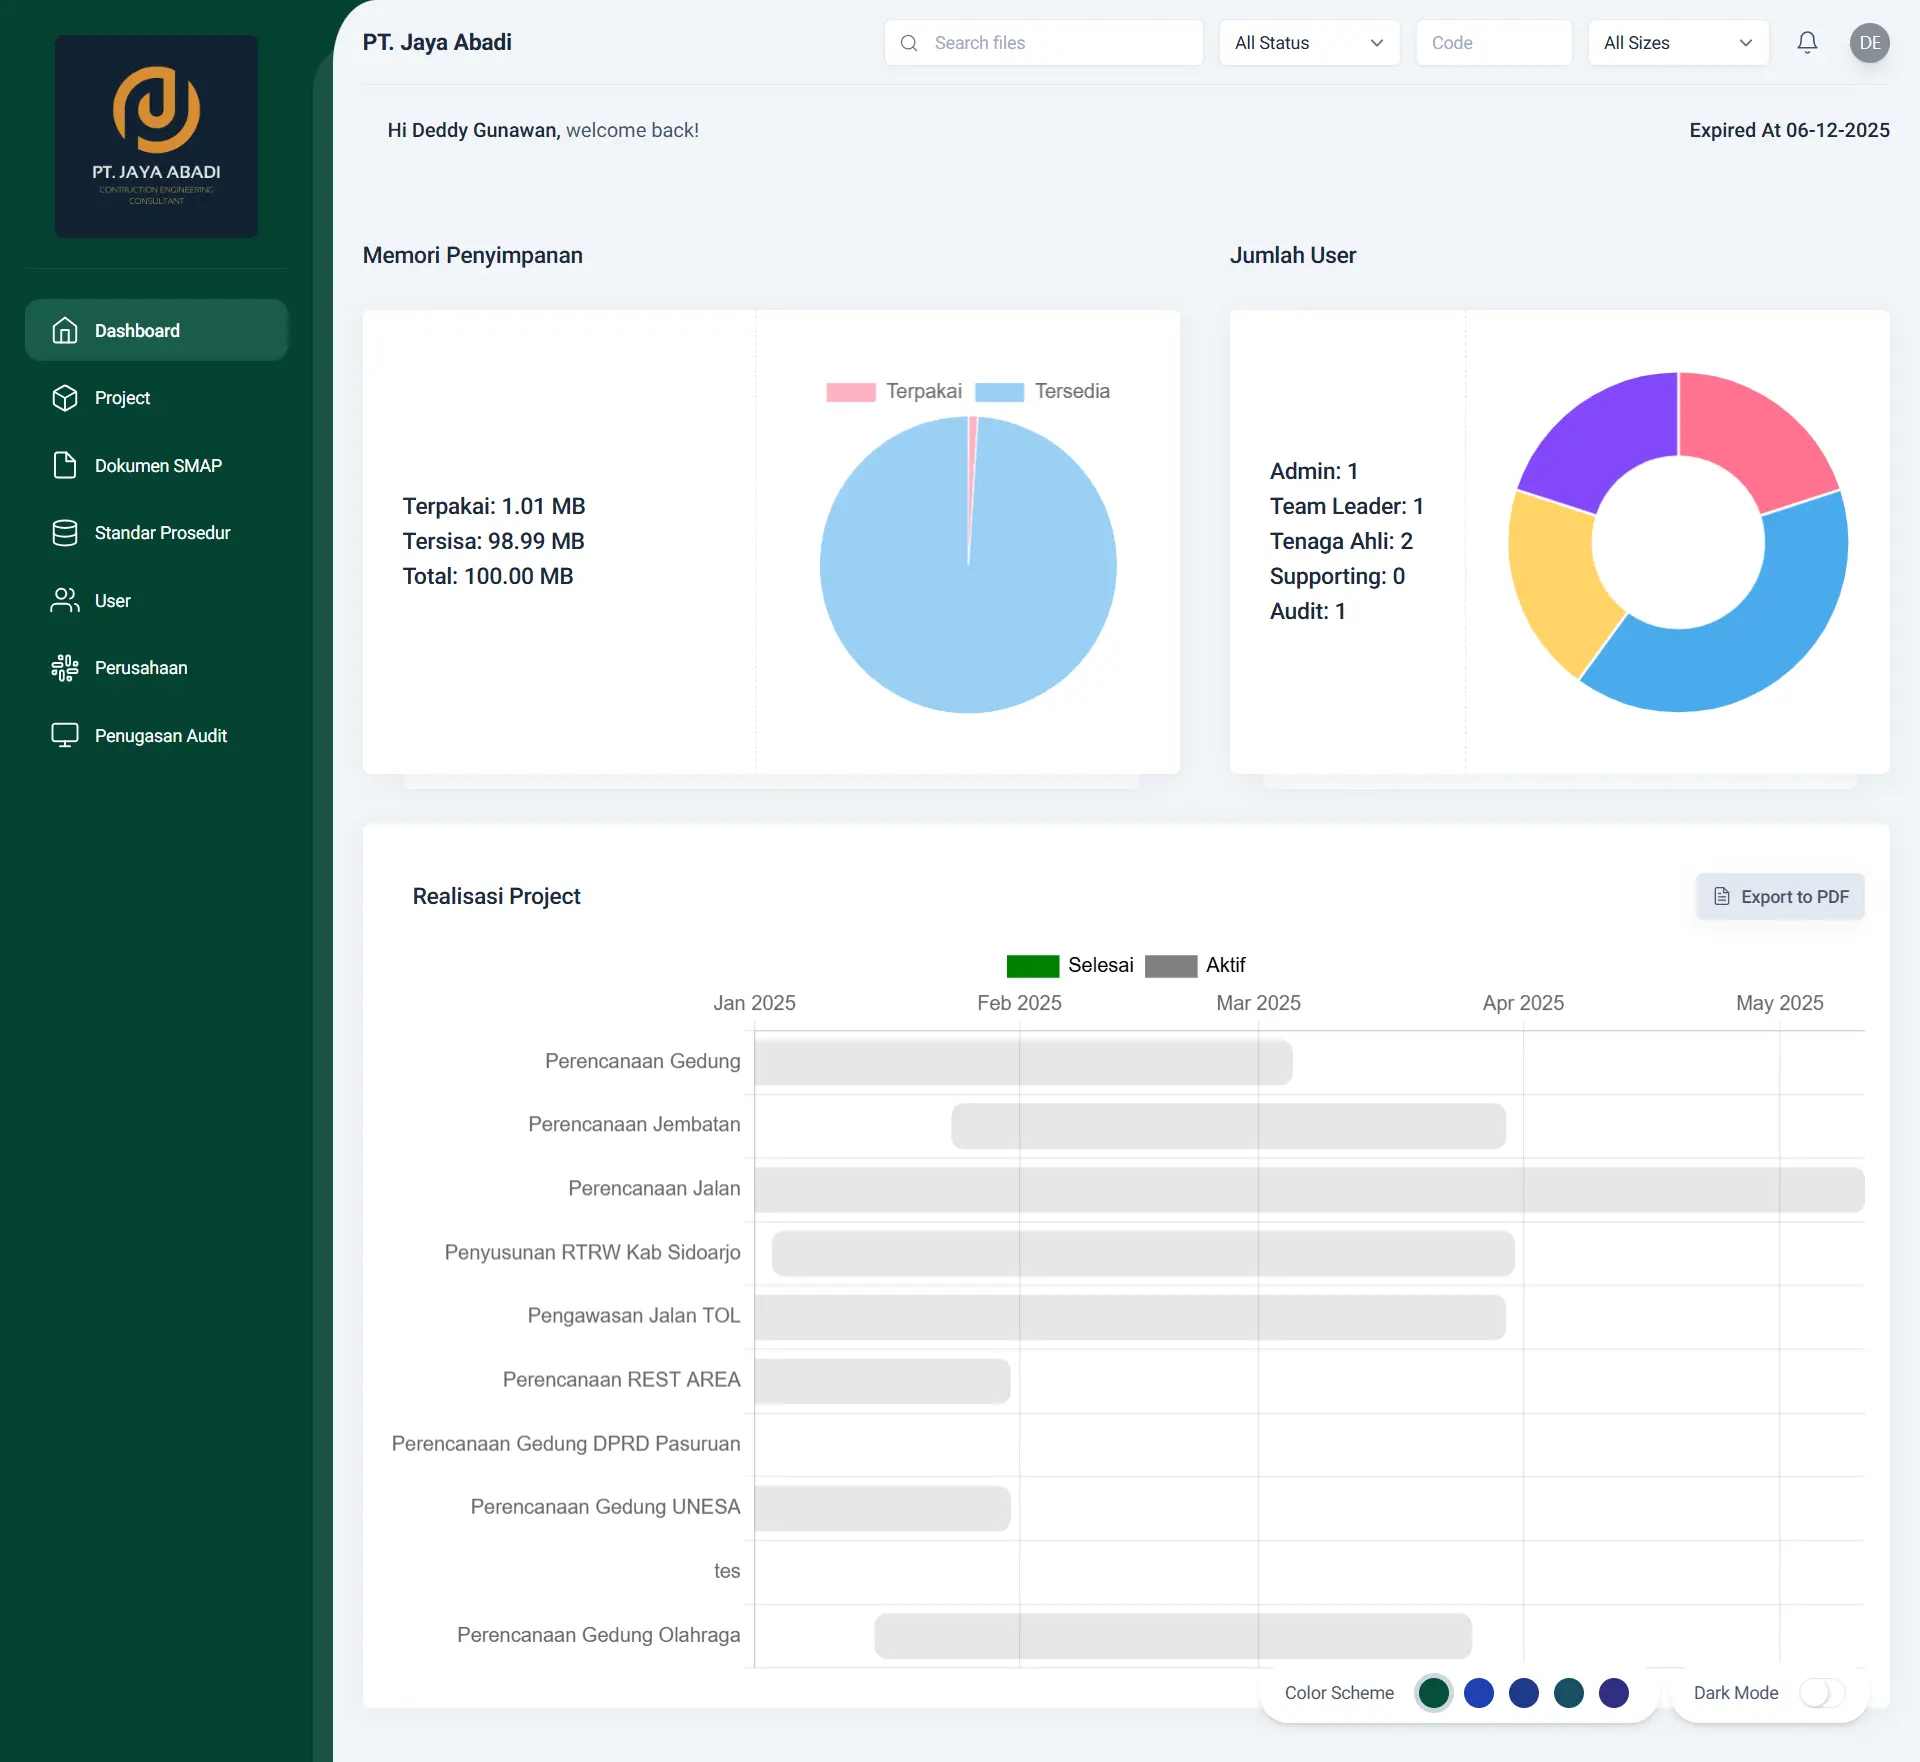 PT. JAYA ABADI
CONTRUCTION ENGINEERING
CONSULTANT
Dashboard
Project
Dokumen SMAP
Standar Prosedur
User
Perusahaan
Penugasan Audit
PT. Jaya Abadi
Search files
All Status
Code
All Sizes
DE
Hi Deddy Gunawan, welcome back!
Expired At 06-12-2025
Memori Penyimpanan
Terpakai: 1.01 MB
Tersisa: 98.99 MB
Total: 100.00 MB
Terpakai Tersedia
Jumlah User
Admin: 1
Team Leader: 1
Tenaga Ahli: 2
Supporting: 0
Audit: 1
Realisasi Project
Export to PDF
Selesai Aktif
Jan 2025 Feb 2025 Mar 2025 Apr 2025 May 2025
Perencanaan Gedung
Perencanaan Jembatan
Perencanaan Jalan
Penyusunan RTRW Kab Sidoarjo
Pengawasan Jalan TOL
Perencanaan REST AREA
Perencanaan Gedung DPRD Pasuruan
Perencanaan Gedung UNESA
tes
Perencanaan Gedung Olahraga
Color Scheme
Dark Mode